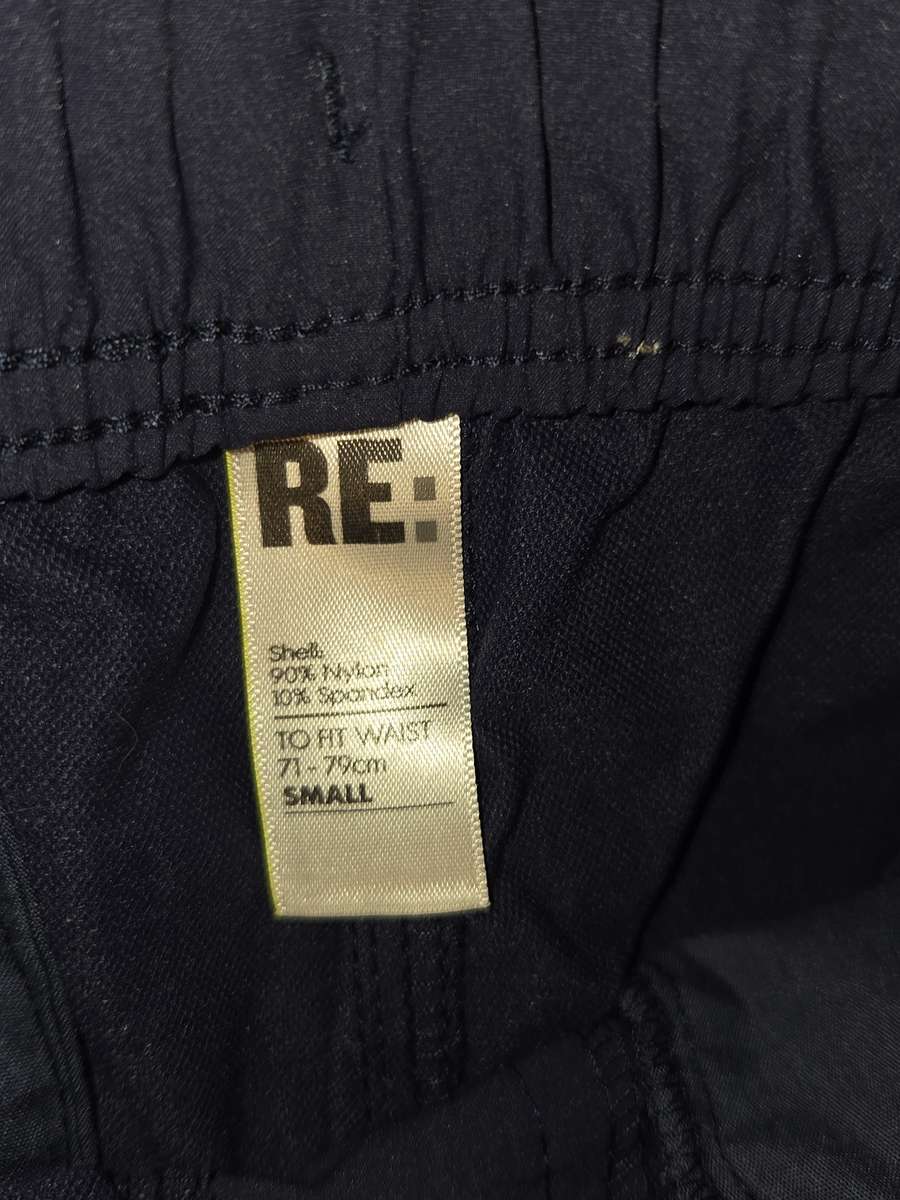 RE:
Shell:
90% Nylon
10% Spandex
TO FIT WAIST
71 - 79cm
SMALL